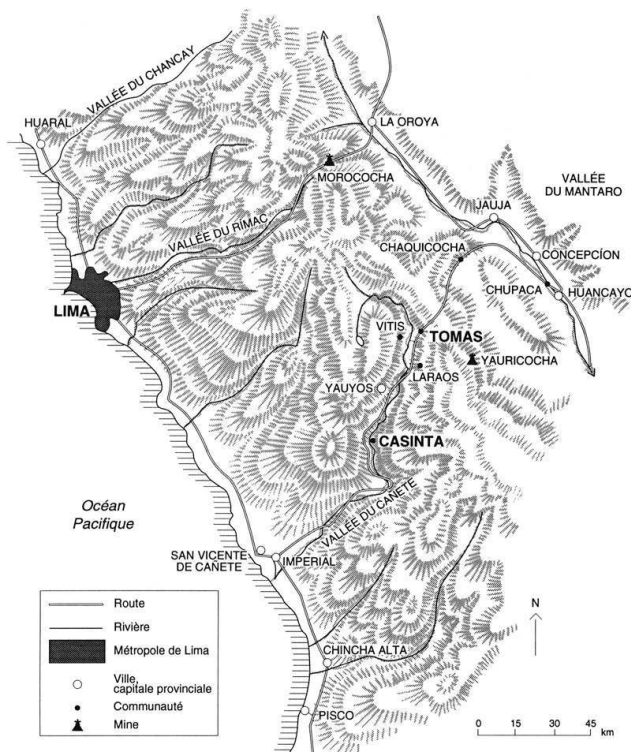 VALLÉE DU CHANCAY
HUARAL
LA OROYA
MOROCOCHA
VALLÉE
DU MANTARO
JAUJA
VALLÉE DU RIMAC
CHAQUICOCHA
CONCEPCÍON
CHUPACA
HUANCAYO
LIMA
VITIS
TOMAS
YAURICOCHA
LARAOS
YAUYOS
CASINTA
Océan
Pacifique
VALLÉE DU CAÑETE
SAN VICENTE
DE CAÑETE
IMPERIAL
CHINCHA ALTA
PISCO
Route
Rivière
Métropole de Lima
Ville,
capitale provinciale
Communauté
Mine
N
0 15 30 45
km